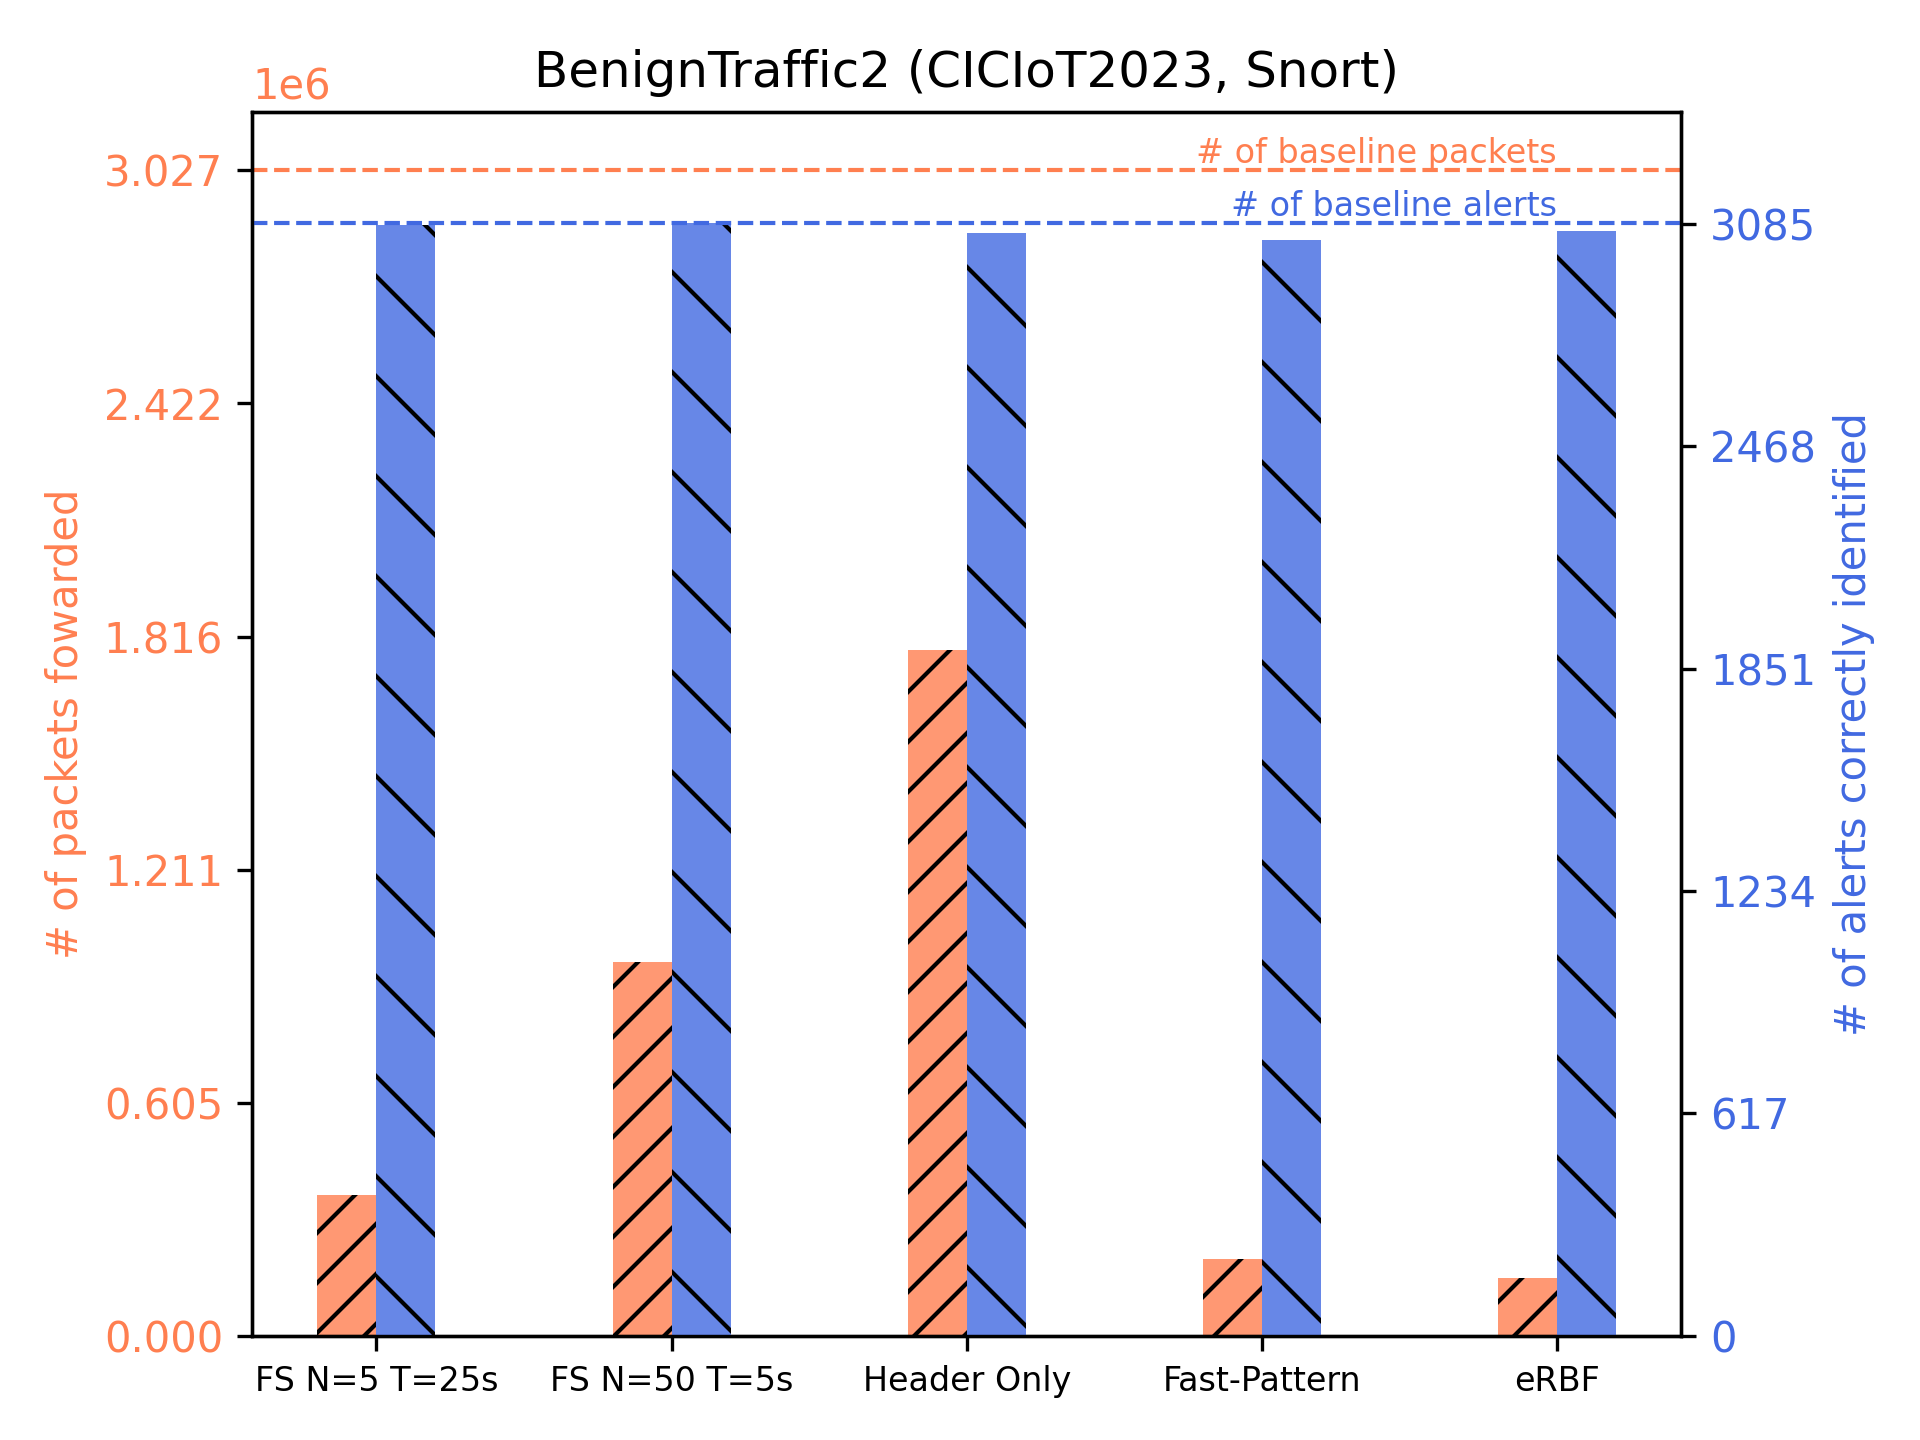 BenignTraffic2 (CICIoT2023, Snort)
1e6
# of baseline packets
# of baseline alerts
3.027
2.422
1.816
1.211
0.605
0.000
# of packets fowarded
3085
2468
1851
1234
617
0
# of alerts correctly identified
FS N=5 T=25s
FS N=50 T=5s
Header Only
Fast-Pattern
eRBF